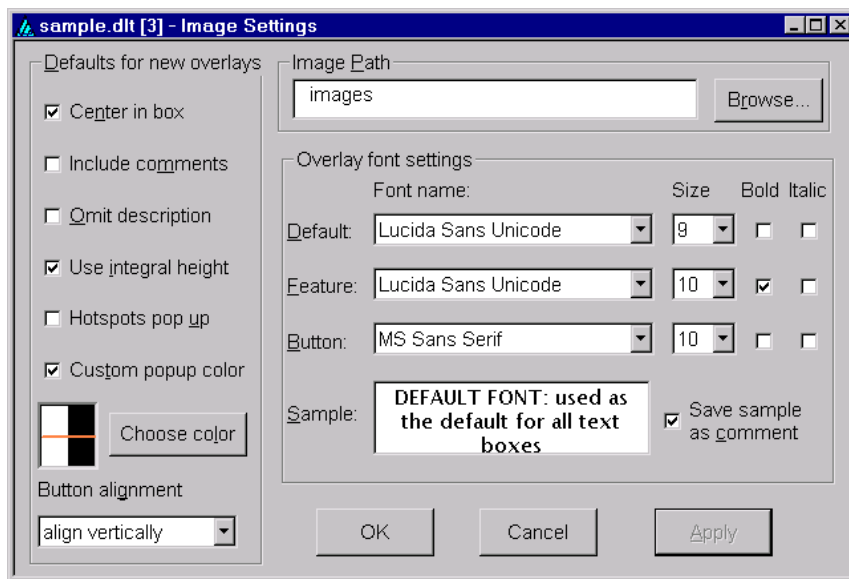 sample.dlt [3] - Image Settings
Defaults for new overlays
Center in box
Include comments
Omit description
Use integral height
Hotspots pop up
Custom popup color
Choose color
Button alignment
align vertically
Image Path
images
Browse...
Overlay font settings
Font name: Size Bold Italic
Default: Lucida Sans Unicode 9
Feature: Lucida Sans Unicode 10
Button: MS Sans Serif 10
Sample:
DEFAULT FONT: used as
the default for all text
boxes
Save sample
as comment
OK Cancel Apply